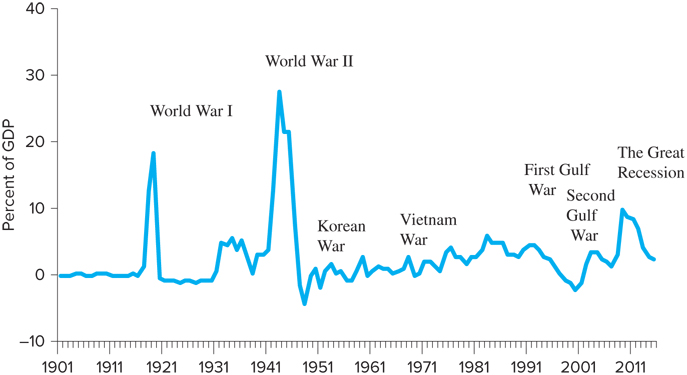 Percent of GDP
40
30
20
10
0
–10
World War I
World War II
Korean
War
Vietnam
War
First Gulf
War
Second
Gulf
War
The Great
Recession
1901 1911 1921 1931 1941 1951 1961 1971 1981 1991 2001 2011